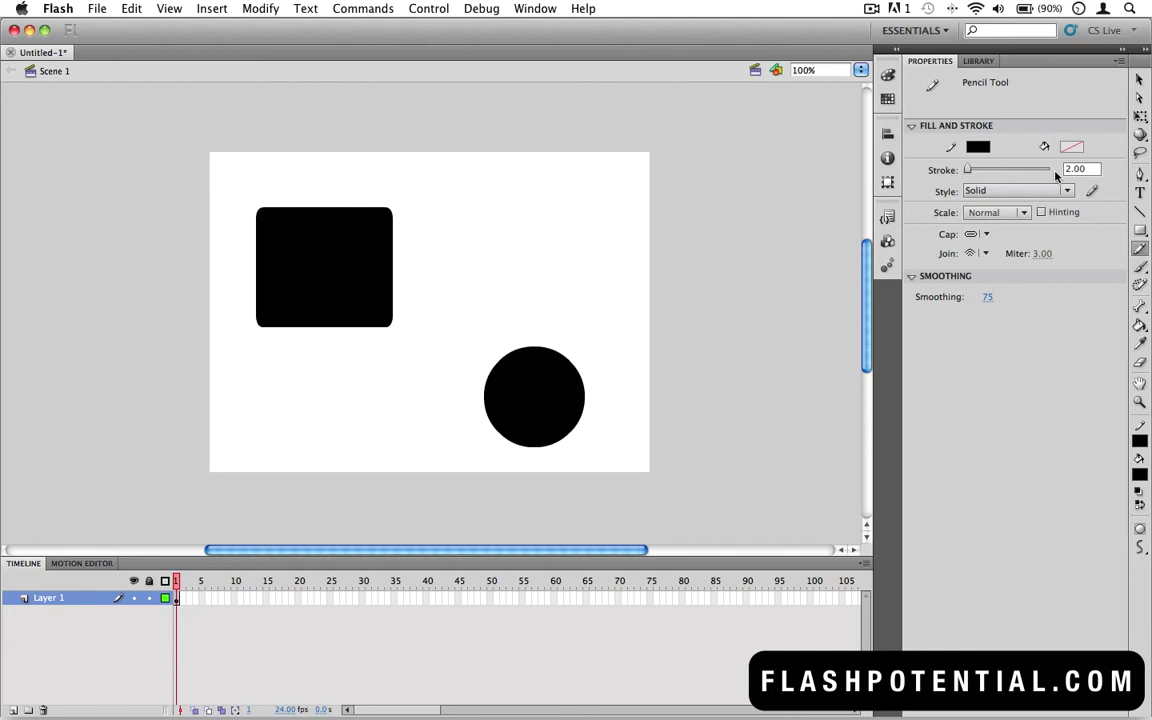 Flash File Edit View Insert Modify Text Commands Control Debug Window Help 1 (90%)
Fl ESSENTIALS CS Live
Untitled-1*
Scene 1 100%
PROPERTIES LIBRARY
Pencil Tool
FILL AND STROKE
Stroke: 2.00
Style: Solid
Scale: Normal Hinting
Cap:
Join: Miter: 3.00
SMOOTHING
Smoothing: 75
TIMELINE MOTION EDITOR
1 5 10 15 20 25 30 35 40 45 50 55 60 65 70 75 80 85 90 95 100 105
Layer 1
1 24.00 fps 0.0 s
FLASHPOTENTIAL.COM